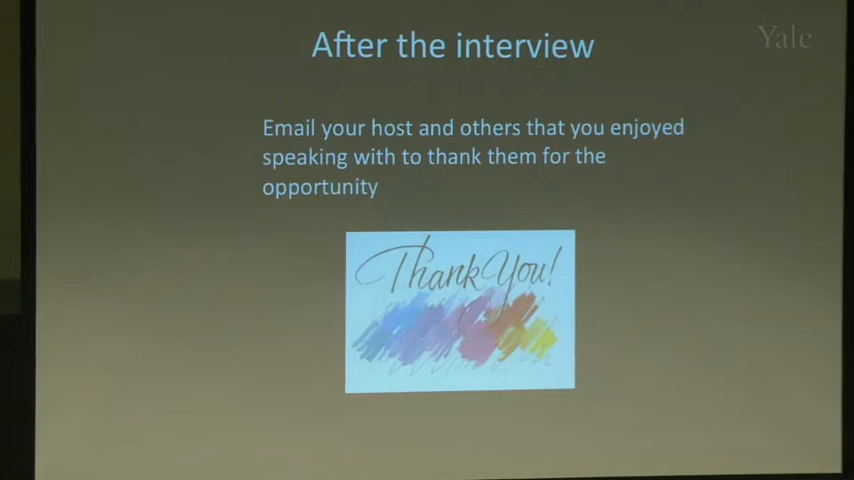 After the interview
Yale
Email your host and others that you enjoyed
speaking with to thank them for the
opportunity
Thank You!